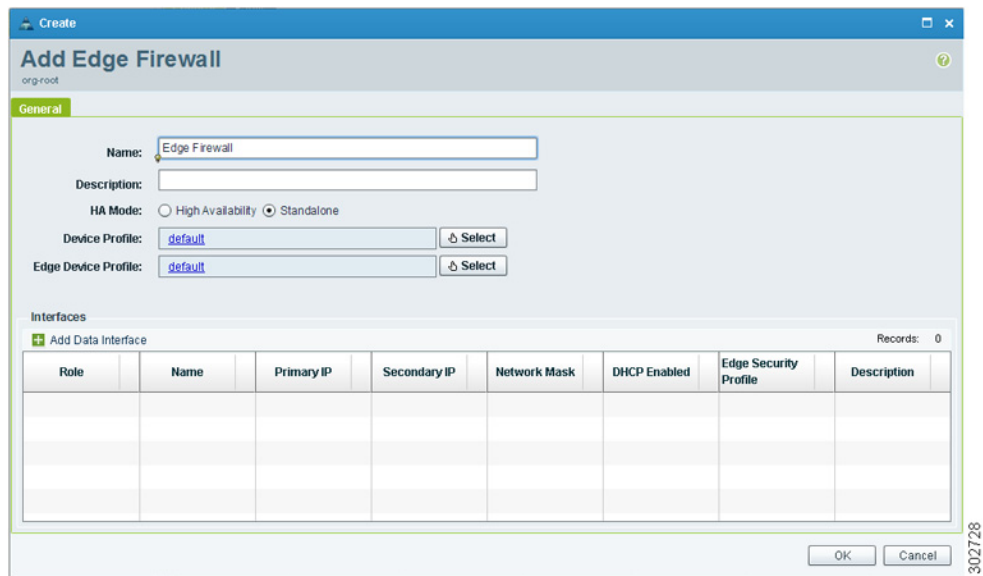 Create
Add Edge Firewall
org-root
General
Name: Edge Firewall
Description:
HA Mode: High Availability Standalone
Device Profile: default Select
Edge Device Profile: default Select
Interfaces
Add Data Interface Records: 0
Role Name Primary IP Secondary IP Network Mask DHCP Enabled Edge Security Profile Description
OK Cancel
302728